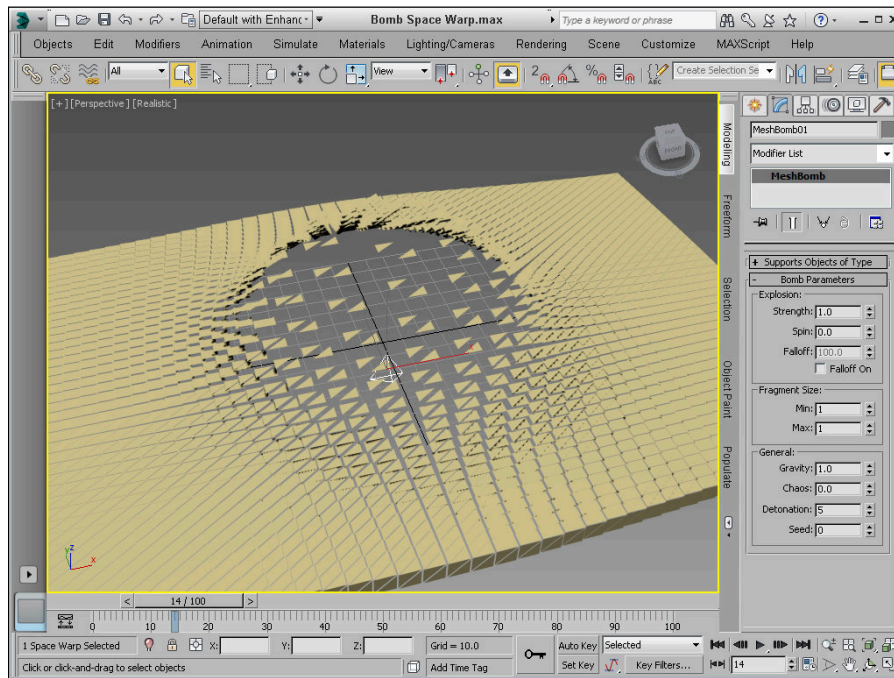 Default with Enhanc
Bomb Space Warp.max
Type a keyword or phrase
Objects Edit Modifiers Animation Simulate Materials Lighting/Cameras Rendering Scene Customize MAXScript Help
All
View
2
%
ABC
Create Selection Se
[+] [Perspective] [Realistic]
FRONT
Modeling
Freeform
Selection
Object Paint
Populate
MeshBomb01
Modifier List
MeshBomb
+ Supports Objects of Type
- Bomb Parameters
Explosion:
Strength: 1.0
Spin: 0.0
Falloff: 100.0
Falloff On
Fragment Size:
Min: 1
Max: 1
General:
Gravity: 1.0
Chaos: 0.0
Detonation: 5
Seed: 0
x
z
y
x
< 14 / 100 >
0 10 20 30 40 50 60 70 80 90 100
1 Space Warp Selected X: Y: Z: Grid = 10.0 Auto Key Selected
Click or click-and-drag to select objects Add Time Tag Set Key Key Filters... 14